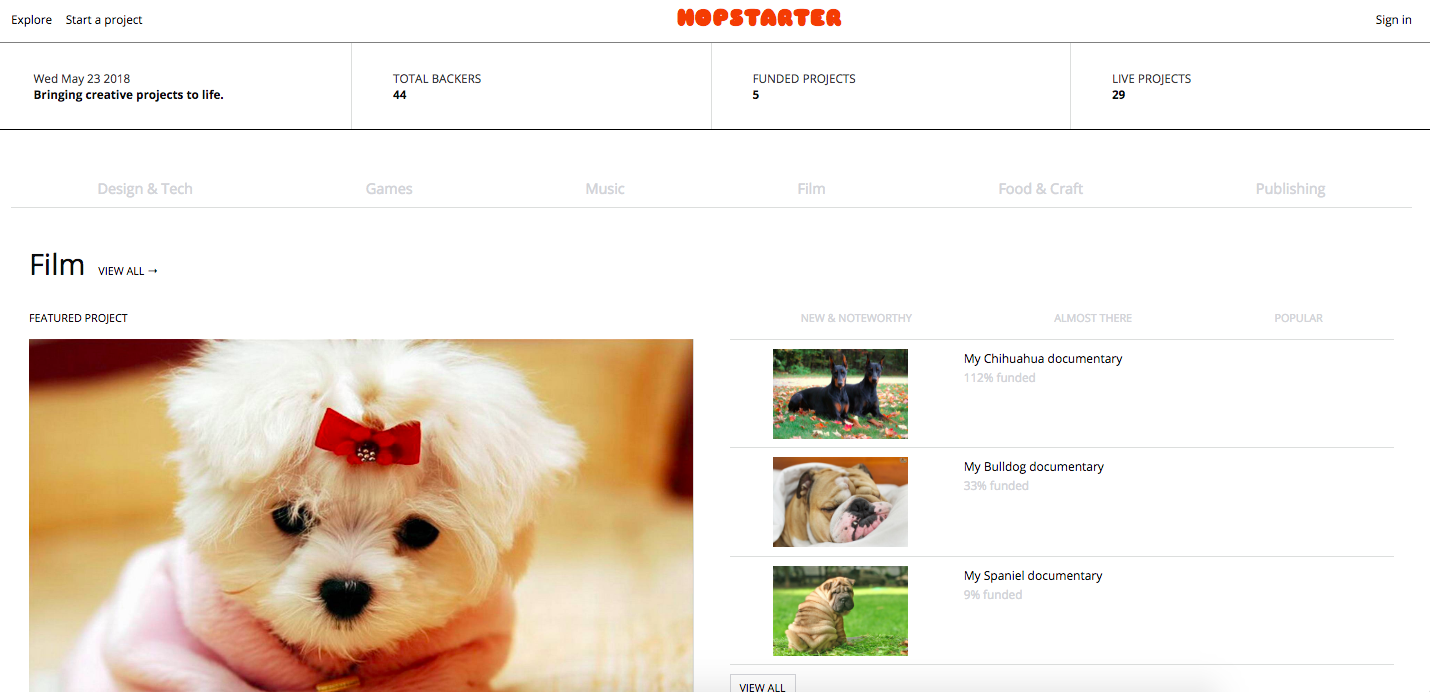 Explore Start a project HOPSTARTER Sign in
Wed May 23 2018
Bringing creative projects to life.
TOTAL BACKERS
44
FUNDED PROJECTS
5
LIVE PROJECTS
29
Design & Tech Games Music Film Food & Craft Publishing
Film VIEW ALL →
FEATURED PROJECT
NEW & NOTEWORTHY ALMOST THERE POPULAR
My Chihuahua documentary
112% funded
My Bulldog documentary
33% funded
My Spaniel documentary
9% funded
VIEW ALL